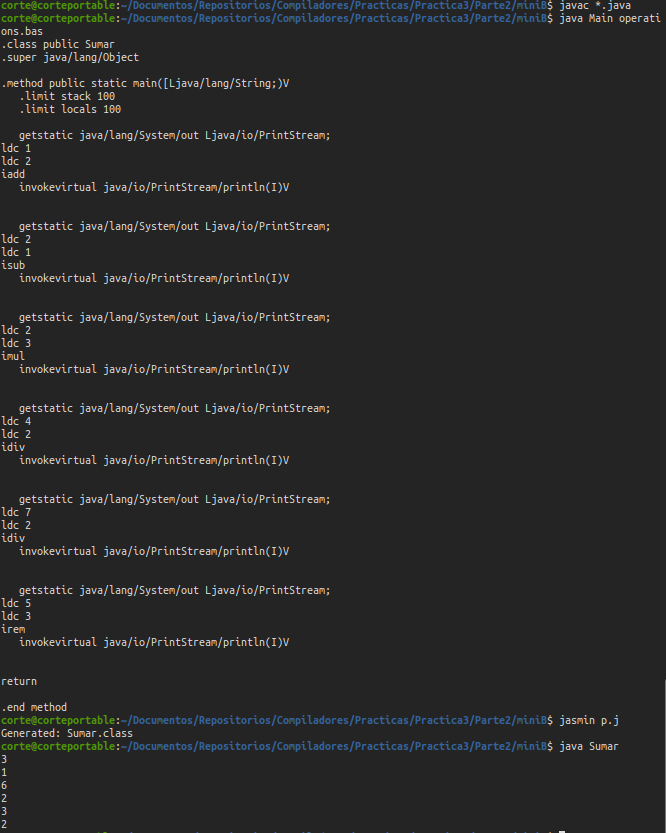 corte@corteportable:~/Documentos/Repositorios/Compiladores/Practicas/Practica3/Parte2/miniB$ javac *.java
corte@corteportable:~/Documentos/Repositorios/Compiladores/Practicas/Practica3/Parte2/miniB$ java Main operati
ons.bas
.class public Sumar
.super java/lang/Object
.method public static main([Ljava/lang/String;)V
.limit stack 100
.limit locals 100
getstatic java/lang/System/out Ljava/io/PrintStream;
ldc 1
ldc 2
iadd
invokevirtual java/io/PrintStream/println(I)V
getstatic java/lang/System/out Ljava/io/PrintStream;
ldc 2
ldc 1
isub
invokevirtual java/io/PrintStream/println(I)V
getstatic java/lang/System/out Ljava/io/PrintStream;
ldc 2
ldc 3
imul
invokevirtual java/io/PrintStream/println(I)V
getstatic java/lang/System/out Ljava/io/PrintStream;
ldc 4
ldc 2
idiv
invokevirtual java/io/PrintStream/println(I)V
getstatic java/lang/System/out Ljava/io/PrintStream;
ldc 7
ldc 2
idiv
invokevirtual java/io/PrintStream/println(I)V
getstatic java/lang/System/out Ljava/io/PrintStream;
ldc 5
ldc 3
irem
invokevirtual java/io/PrintStream/println(I)V
return
.end method
corte@corteportable:~/Documentos/Repositorios/Compiladores/Practicas/Practica3/Parte2/miniB$ jasmin p.j
Generated: Sumar.class
corte@corteportable:~/Documentos/Repositorios/Compiladores/Practicas/Practica3/Parte2/miniB$ java Sumar
3
1
6
2
3
2